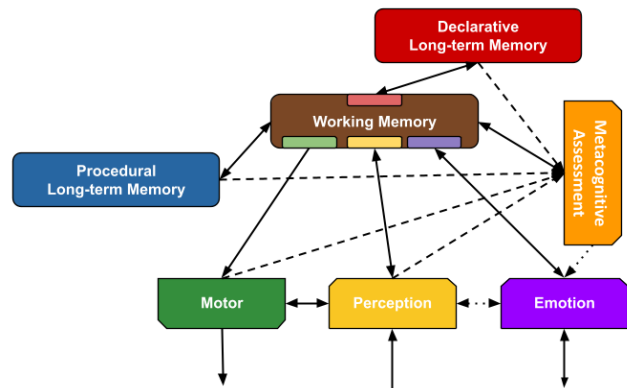 Declarative
Long-term Memory
Working Memory
Metacognitive
Assessment
Procedural
Long-term Memory
Motor
Perception
Emotion